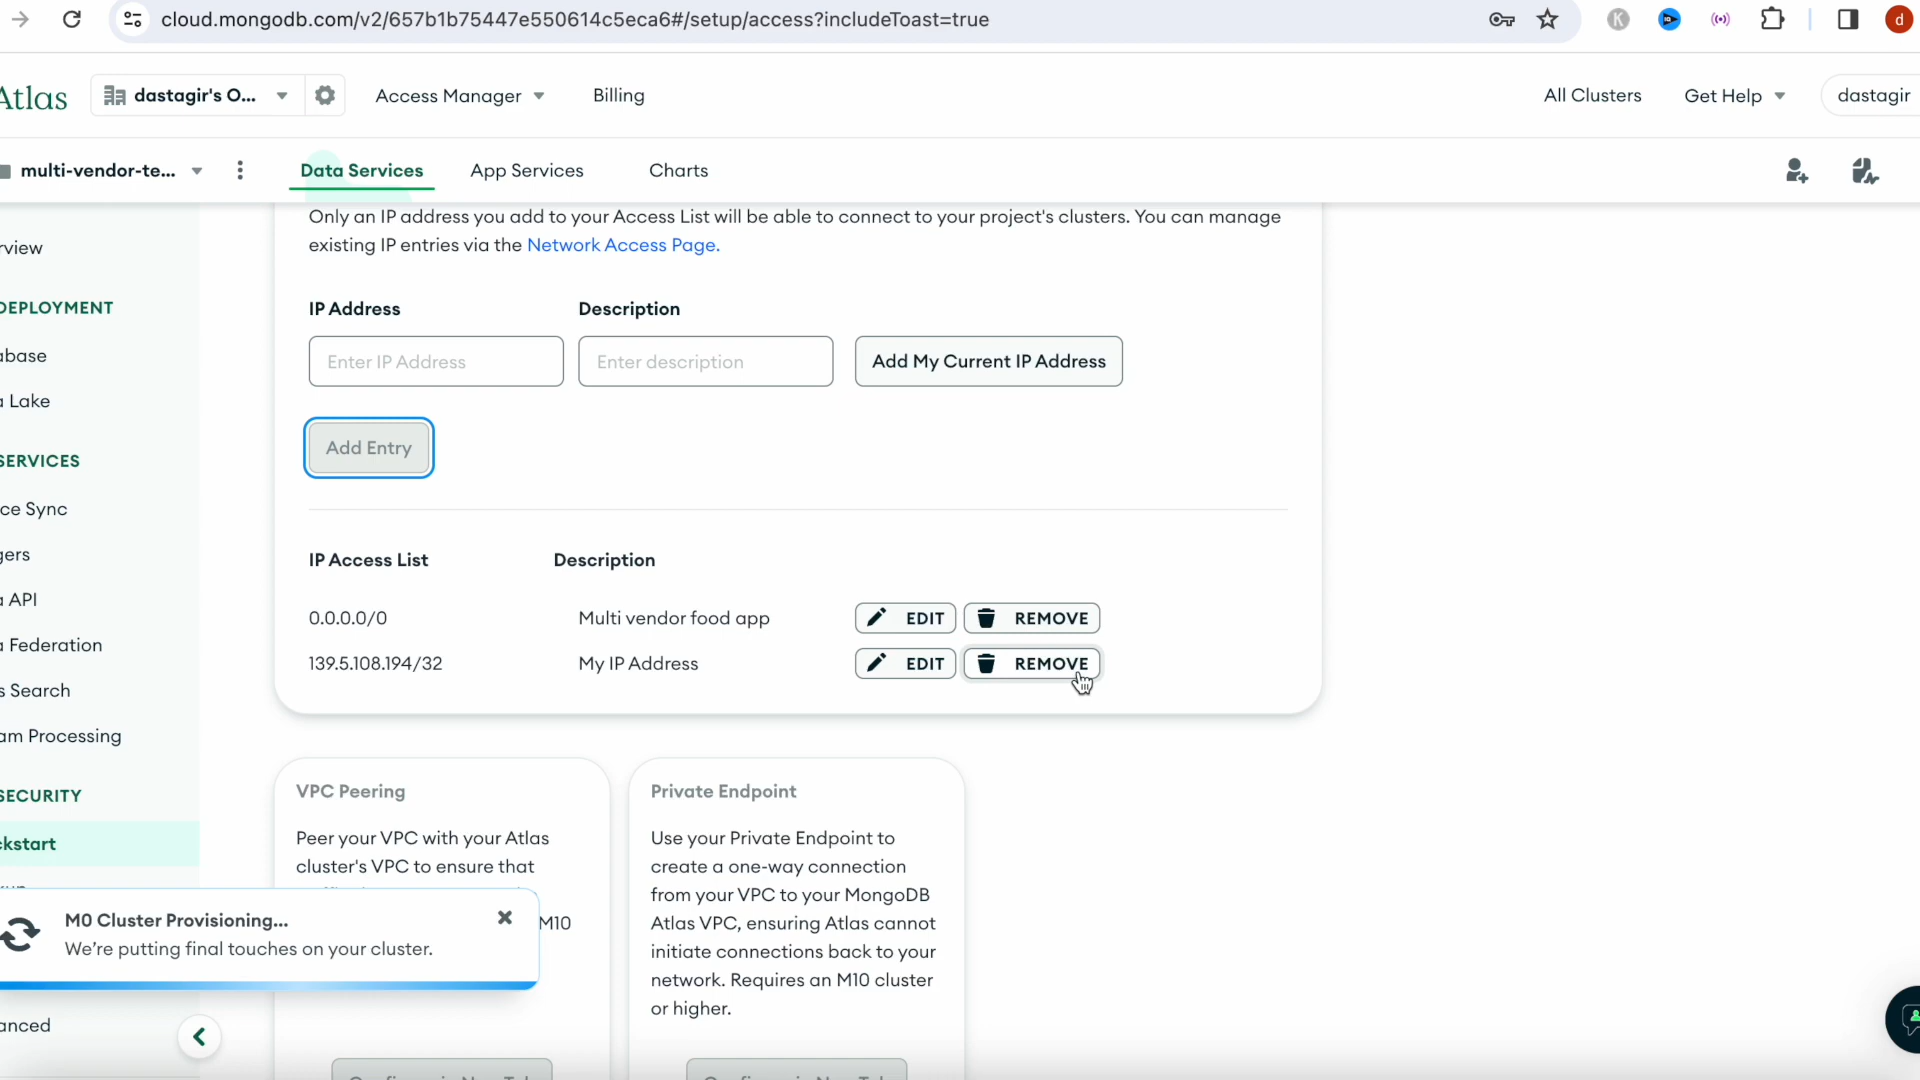 cloud.mongodb.com/v2/657b1b75447e550614c5eca6#/setup/access?includeToast=true
K
d
Atlas
dastagir's O...
Access Manager
Billing
All Clusters
Get Help
dastagir
multi-vendor-te...
Data Services
App Services
Charts
Only an IP address you add to your Access List will be able to connect to your project's clusters. You can manage
existing IP entries via the Network Access Page.
rview
DEPLOYMENT
abase
a Lake
SERVICES
ce Sync
gers
a API
a Federation
s Search
am Processing
SECURITY
ckstart
anced
IP Address
Description
Enter IP Address
Enter description
Add My Current IP Address
Add Entry
IP Access List
Description
0.0.0.0/0
Multi vendor food app
EDIT
REMOVE
139.5.108.194/32
My IP Address
EDIT
REMOVE
VPC Peering
Peer your VPC with your Atlas
cluster's VPC to ensure that
M10
Private Endpoint
Use your Private Endpoint to
create a one-way connection
from your VPC to your MongoDB
Atlas VPC, ensuring Atlas cannot
initiate connections back to your
network. Requires an M10 cluster
or higher.
M0 Cluster Provisioning...
We're putting final touches on your cluster.